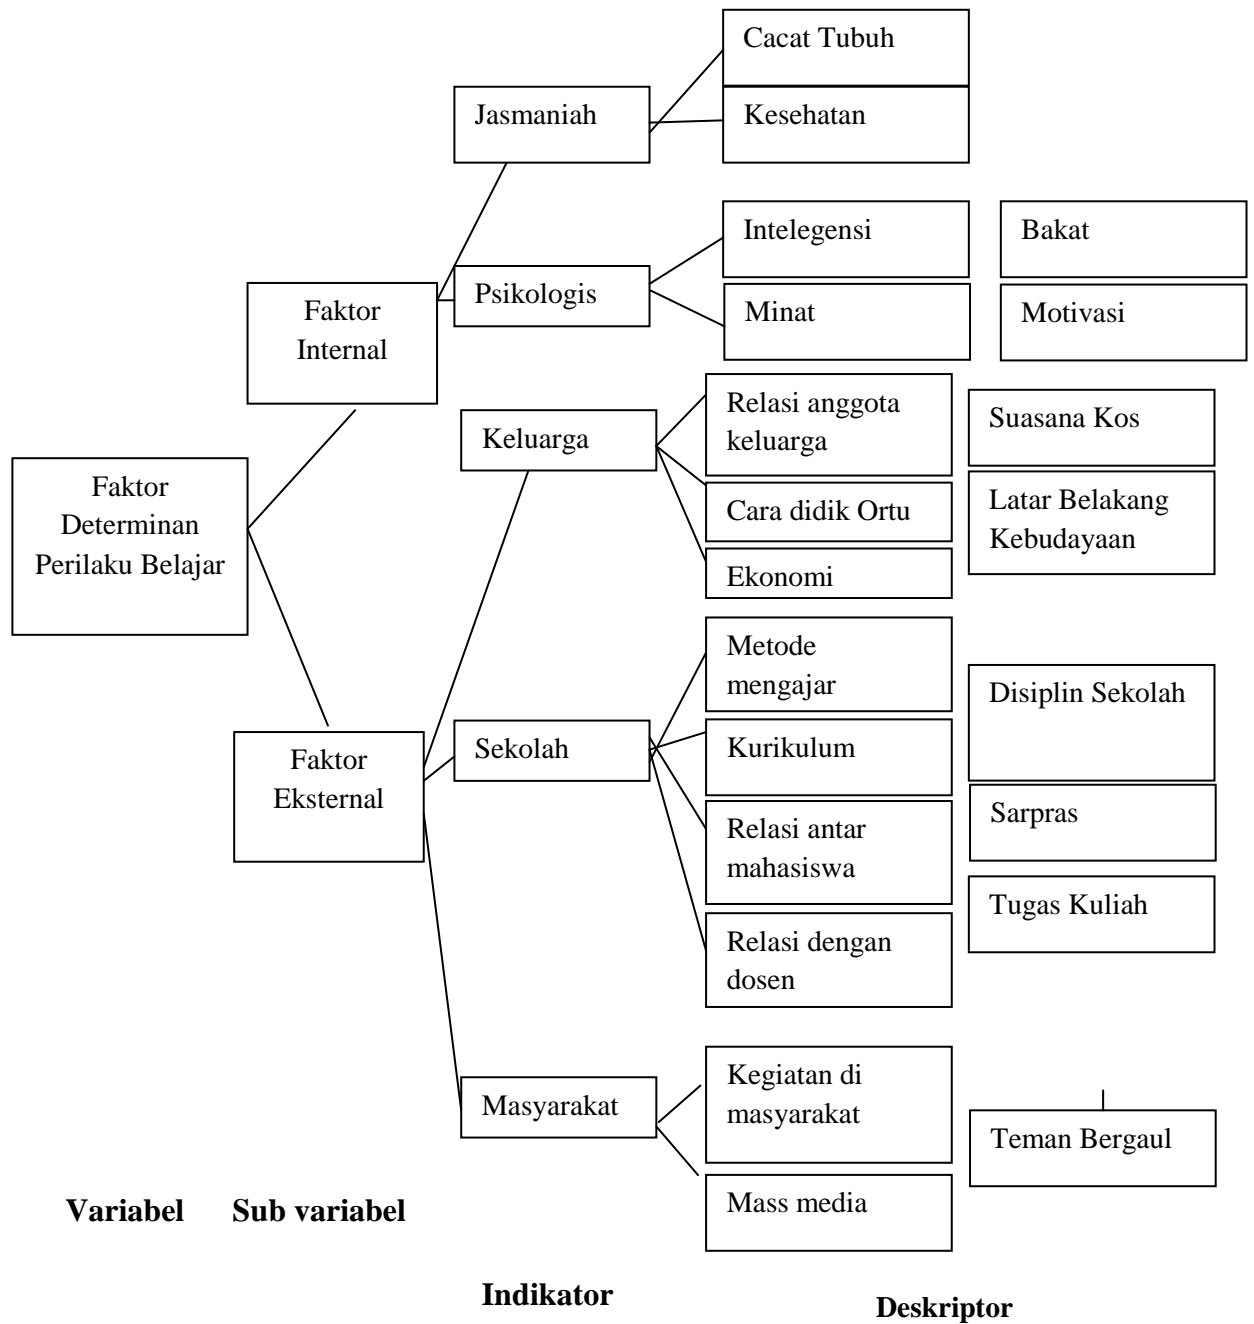 Cacat Tubuh
Jasmaniah
Kesehatan
Intelegensi
Bakat
Psikologis
Minat
Motivasi
Faktor
Internal
Relasi anggota
keluarga
Suasana Kos
Keluarga
Cara didik Ortu
Latar Belakang
Kebudayaan
Ekonomi
Faktor
Determinan
Perilaku Belajar
Metode
mengajar
Disiplin Sekolah
Sekolah
Kurikulum
Faktor
Eksternal
Relasi antar
mahasiswa
Sarpras
Tugas Kuliah
Relasi dengan
dosen
Kegiatan di
masyarakat
Masyarakat
Teman Bergaul
Mass media
Variabel
Sub variabel
Indikator
Deskriptor